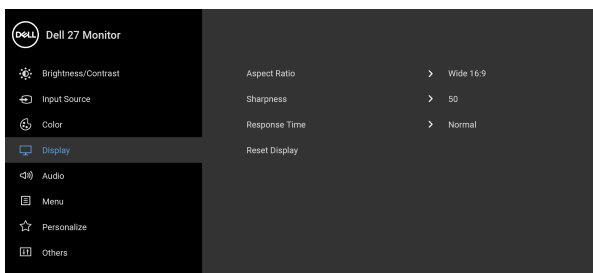 DELL Dell 27 Monitor
Brightness/Contrast
Input Source
Color
Display
Audio
Menu
Personalize
Others
Aspect Ratio > Wide 16:9
Sharpness > 50
Response Time > Normal
Reset Display